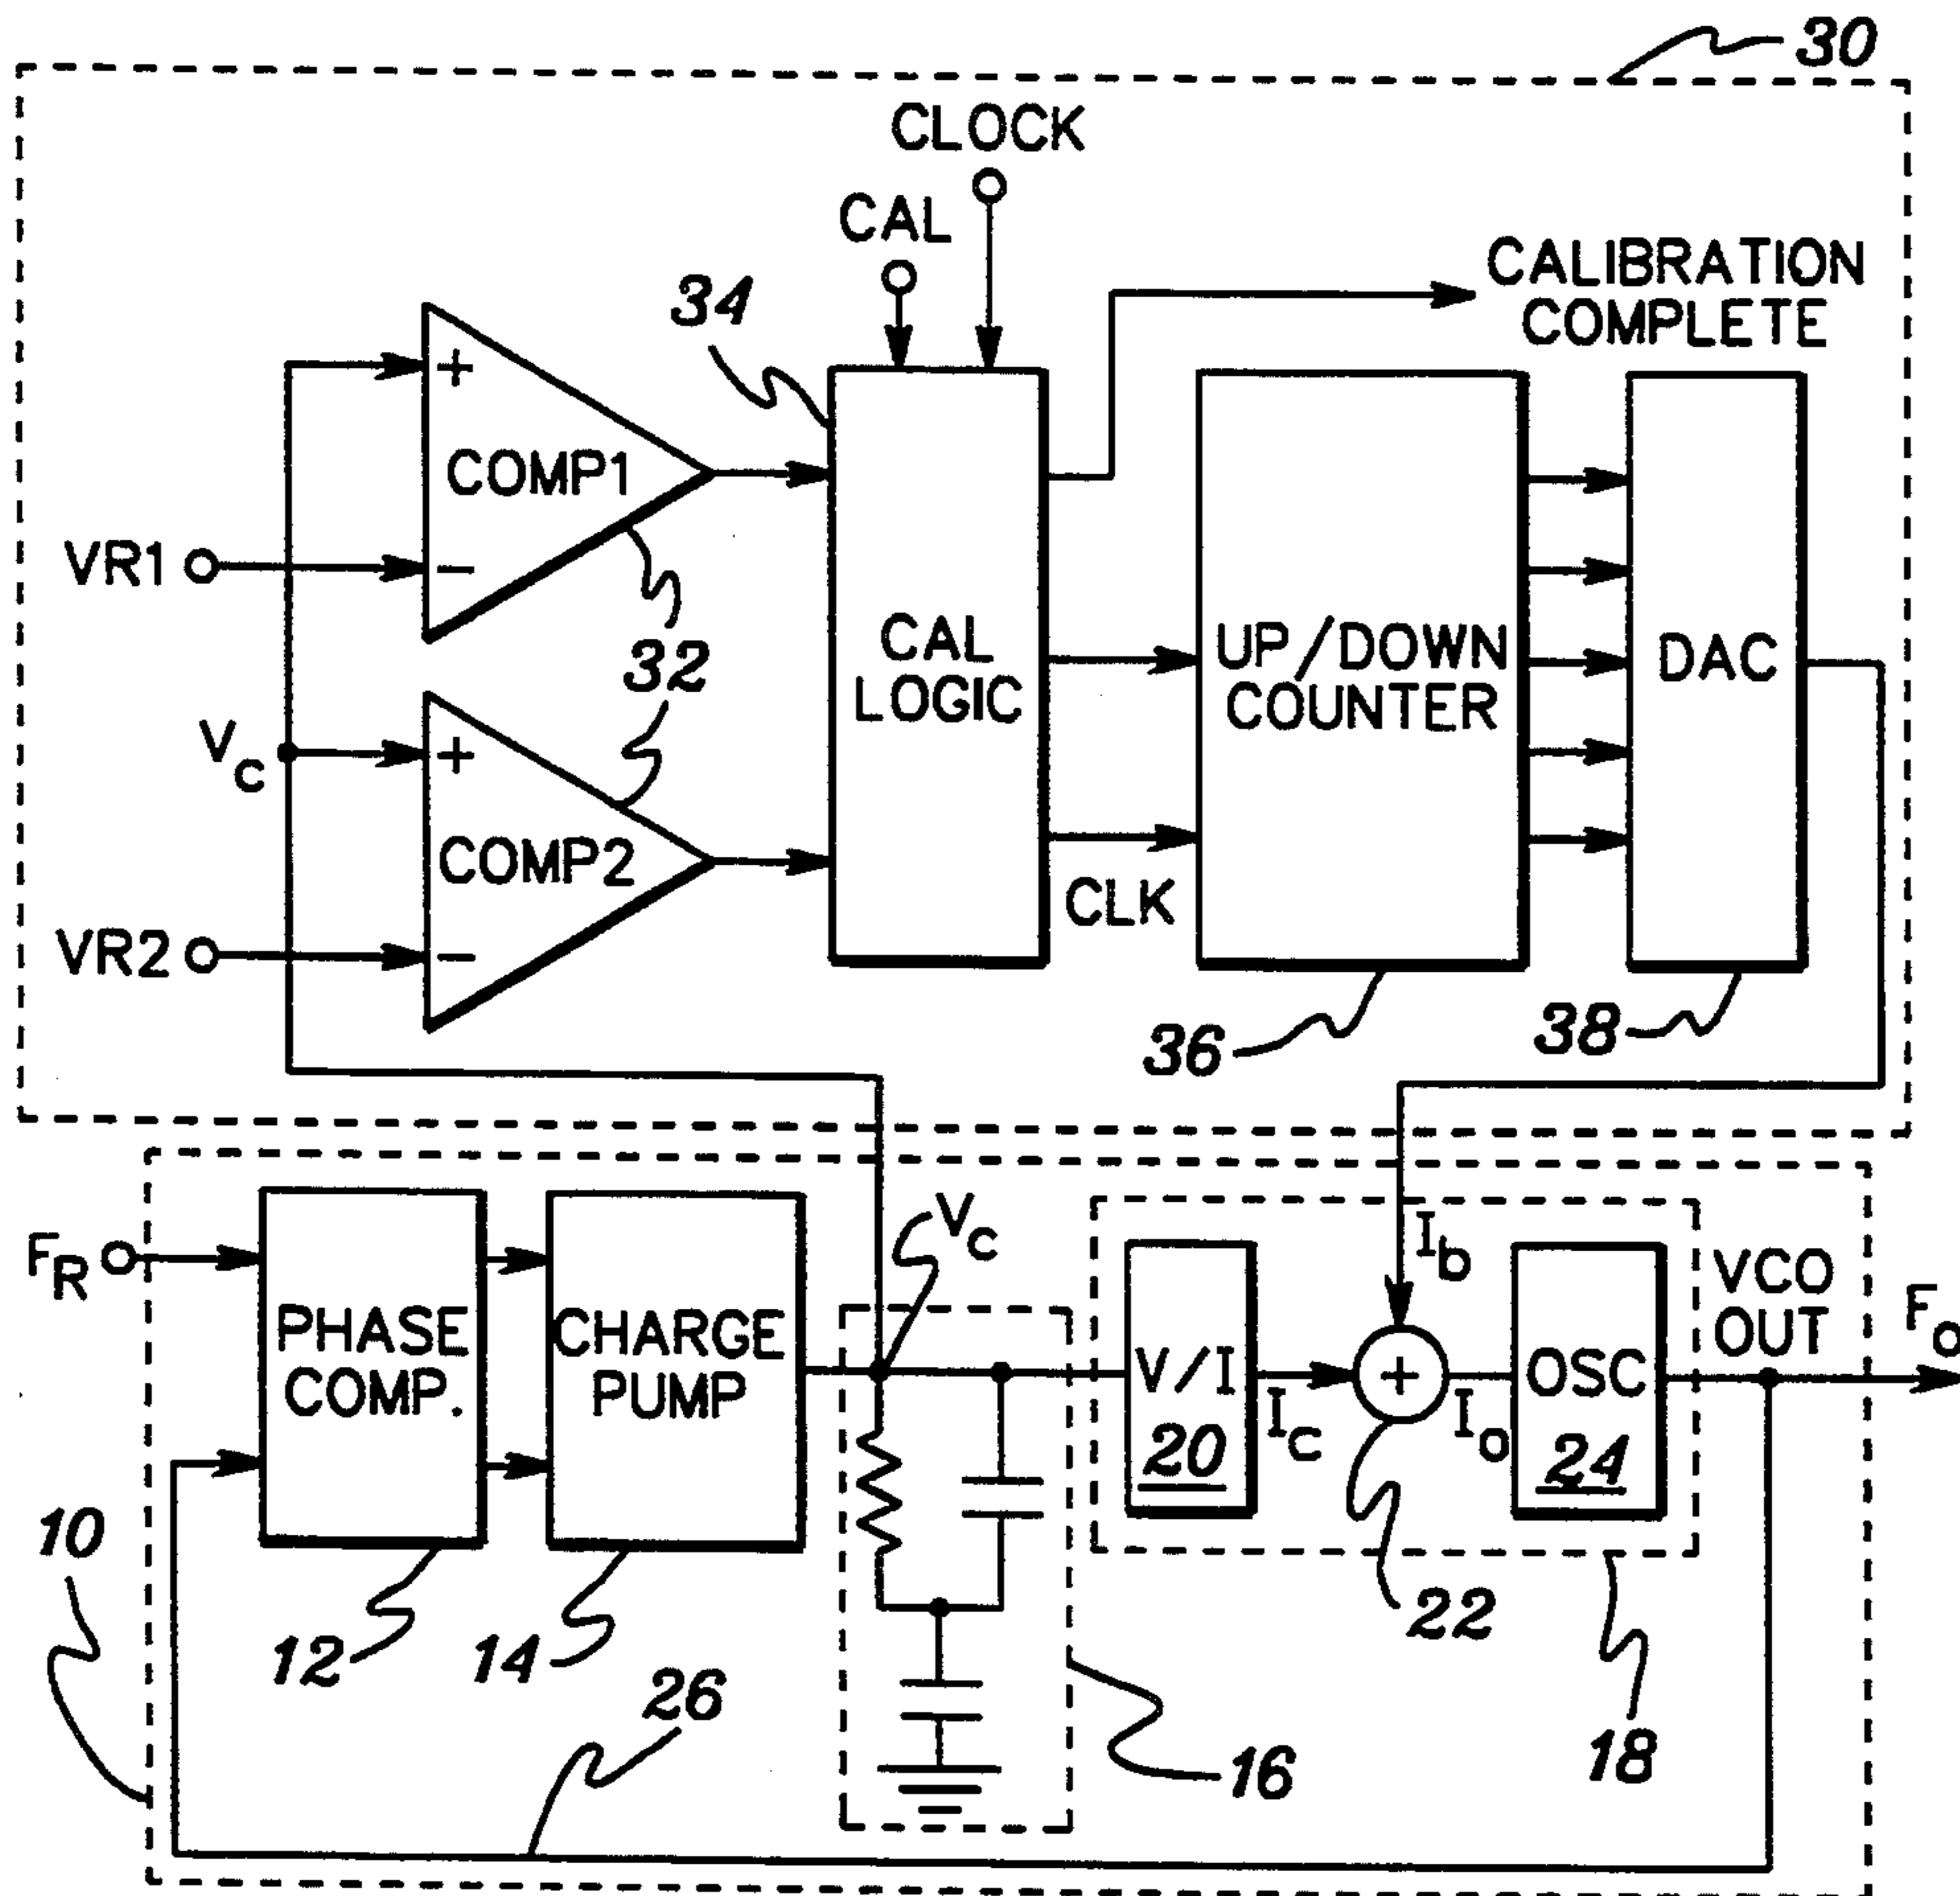 30
CLOCK
CAL
34
CALIBRATION
COMPLETE
+
COMP1
VR1
−
CAL
LOGIC
UP/DOWN
COUNTER
DAC
32
Vc
+
COMP2
CLK
VR2
−
36
38
FR
PHASE
COMP.
CHARGE
PUMP
Vc
Ib
V/I
20
Ic
+
Io
OSC
24
VCO
OUT
Fo
10
12
14
26
22
16
18